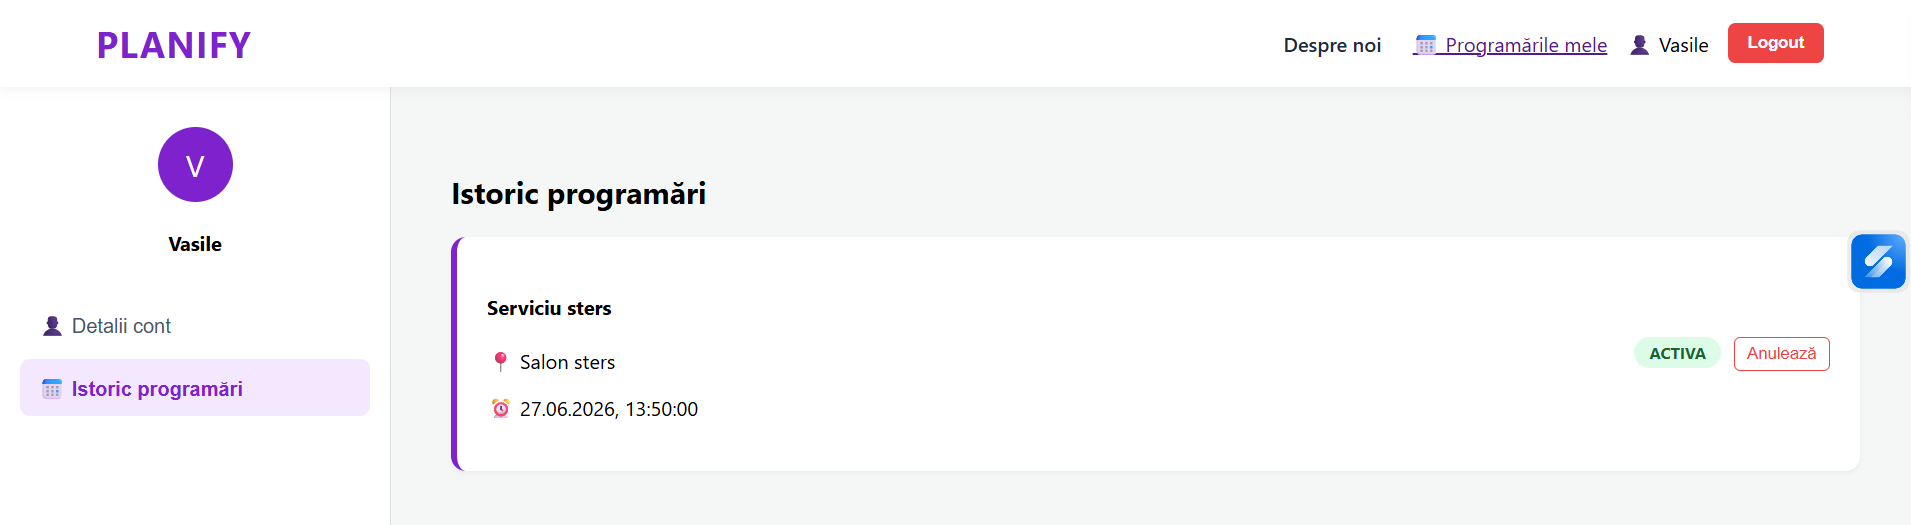 PLANIFY
Despre noi
Programările mele
Vasile
Logout
V
Vasile
Detalii cont
Istoric programări
Istoric programări
Serviciu sters
Salon sters
27.06.2026, 13:50:00
ACTIVA
Anulează